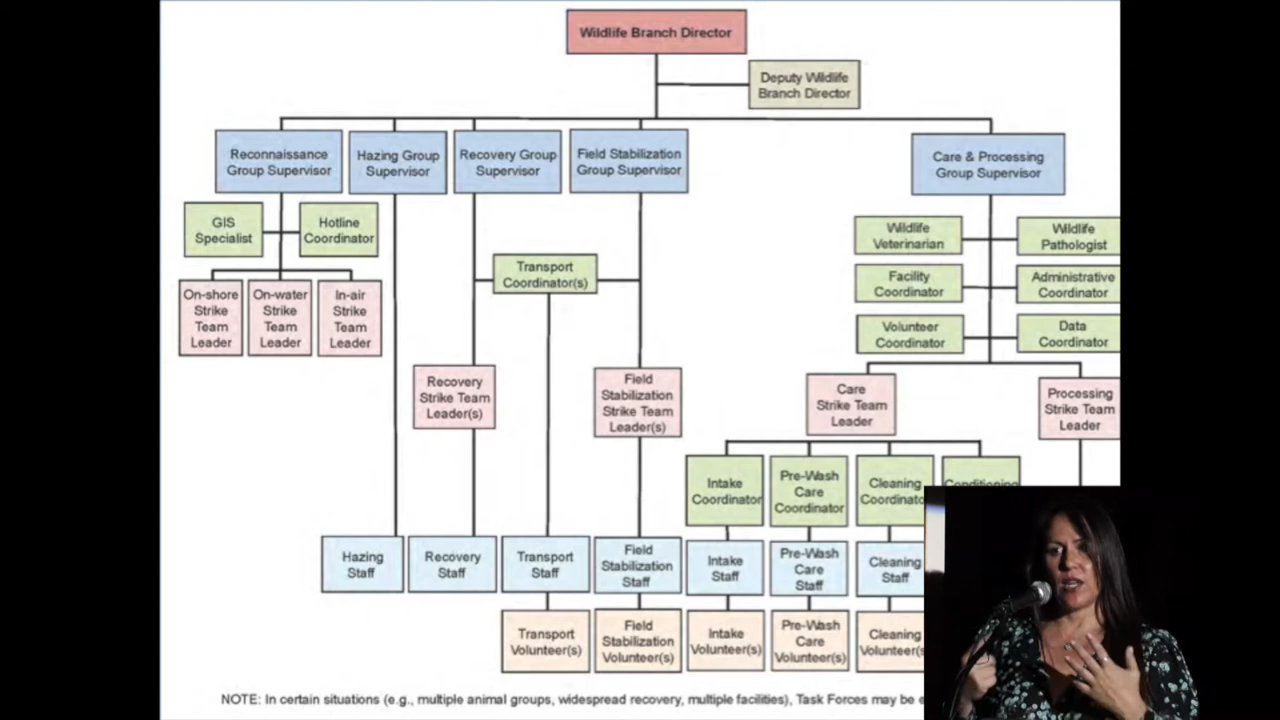 Wildlife Branch Director
Deputy Wildlife
Branch Director
Reconnaissance
Group Supervisor
Hazing Group
Supervisor
Recovery Group
Supervisor
Field Stabilization
Group Supervisor
Care & Processing
Group Supervisor
GIS
Specialist
Hotline
Coordinator
Wildlife
Veterinarian
Wildlife
Pathologist
Transport
Coordinator(s)
Facility
Coordinator
Administrative
Coordinator
On-shore
Strike
Team
Leader
On-water
Strike
Team
Leader
In-air
Strike
Team
Leader
Volunteer
Coordinator
Data
Coordinator
Recovery
Strike Team
Leader(s)
Field
Stabilization
Strike Team
Leader(s)
Care
Strike Team
Leader
Processing
Strike Team
Leader
Intake
Coordinator
Pre-Wash
Care
Coordinator
Cleaning
Coordinator
Conditioning
Hazing
Staff
Recovery
Staff
Transport
Staff
Field
Stabilization
Staff
Intake
Staff
Pre-Wash
Care
Staff
Cleaning
Staff
Transport
Volunteer(s)
Field
Stabilization
Volunteer(s)
Intake
Volunteer(s)
Pre-Wash
Care
Volunteer(s)
Cleaning
Volunteer(s
NOTE: In certain situations (e.g., multiple animal groups, widespread recovery, multiple facilities), Task Forces may be